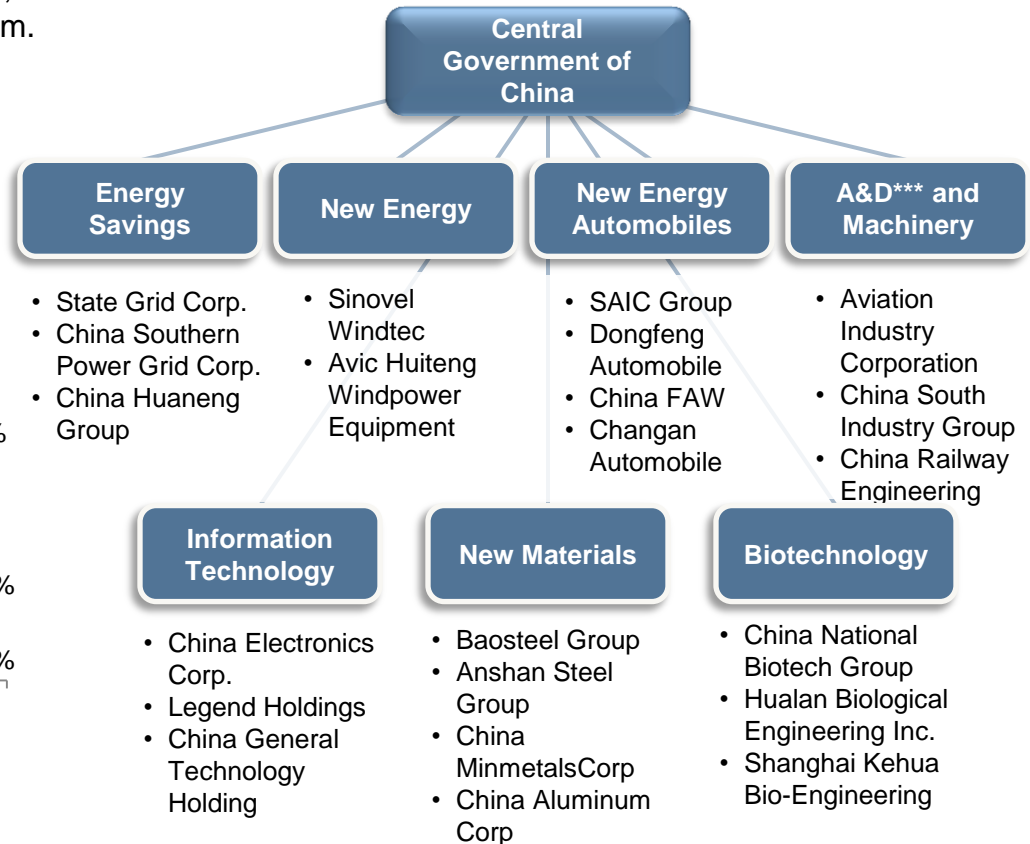 m.
Central
Government of
China
Energy
Savings
New Energy
New Energy
Automobiles
A&D*** and
Machinery
• State Grid Corp.
• China Southern
Power Grid Corp.
• China Huaneng
Group
• Sinovel
Windtec
• Avic Huiteng
Windpower
Equipment
• SAIC Group
• Dongfeng
Automobile
• China FAW
• Changan
Automobile
• Aviation
Industry
Corporation
• China South
Industry Group
• China Railway
Engineering
%
%
%
Information
Technology
New Materials
Biotechnology
• China Electronics
Corp.
• Legend Holdings
• China General
Technology
Holding
• Baosteel Group
• Anshan Steel
Group
• China
MinmetalsCorp
• China Aluminum
Corp
• China National
Biotech Group
• Hualan Biological
Engineering Inc.
• Shanghai Kehua
Bio-Engineering